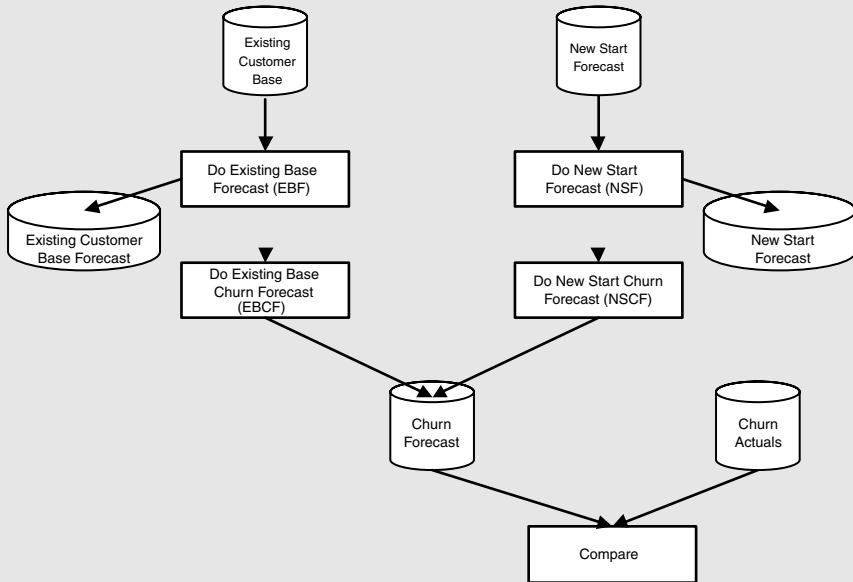 Existing
Customer
Base
New Start
Forecast
Do Existing Base
Forecast (EBF)
Do New Start
Forecast (NSF)
Existing Customer
Base Forecast
New Start
Forecast
Do Existing Base
Churn Forecast
(EBCF)
Do New Start Churn
Forecast (NSCF)
Churn
Forecast
Churn
Actuals
Compare